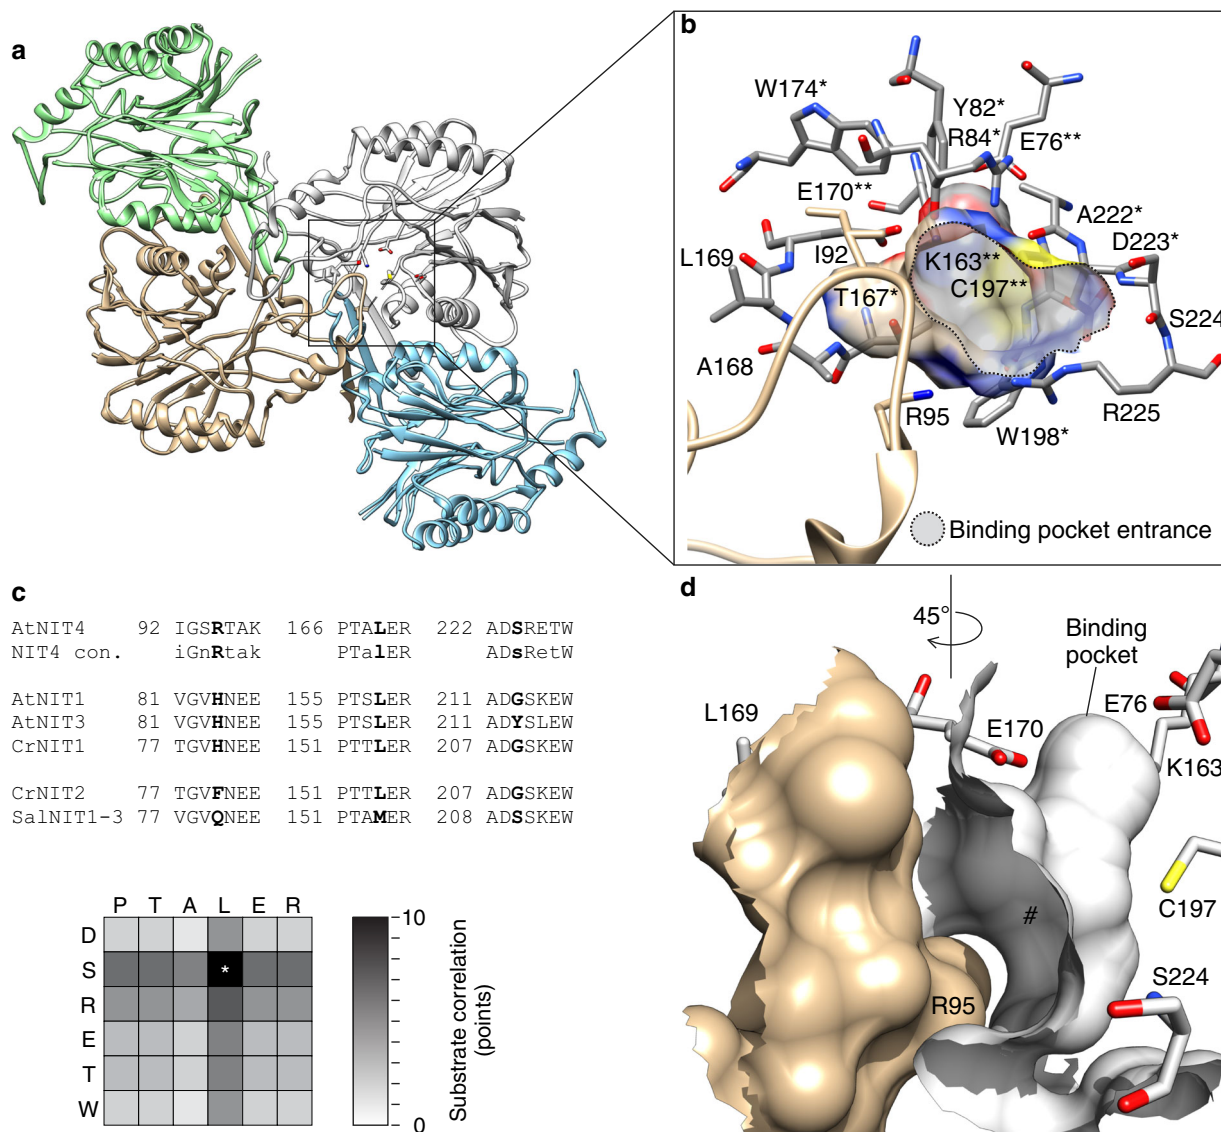 a
b
W174*
Y82*
R84*
E76**
E170**
A222*
D223*
L169
I92
K163**
C197**
T167*
S224
A168
R95
R225
W198*
Binding pocket entrance
c
AtNIT4 92 IGSRTAK 166 PTALER 222 ADSRETW
NIT4 con. iGnRtak PTalER ADsRetW
AtNIT1 81 VGVHNEE 155 PTSLER 211 ADGSKEW
AtNIT3 81 VGVHNEE 155 PTSLER 211 ADYSLEW
CrNIT1 77 TGVHNEE 151 PTTLER 207 ADGSKEW
CrNIT2 77 TGVFNEE 151 PTTLER 207 ADGSKEW
SalNIT1-3 77 VGVQNEE 151 PTAMER 208 ADSSKEW
P T A L E R
D
S
*
R
E
T
W
10
0
Substrate correlation
(points)
d
45°
Binding
pocket
L169
E170
E76
K163
#
C197
S224
R95